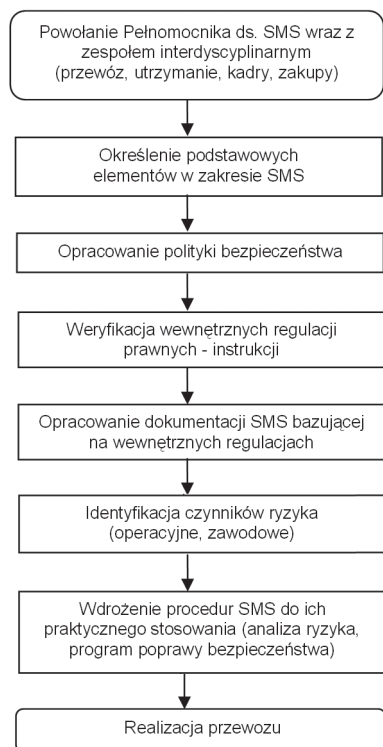 Powołanie Pełnomocnika ds. SMS wraz z
zespołem interdyscyplinarnym
(przewóz, utrzymanie, kadry, zakupy)
Określenie podstawowych
elementów w zakresie SMS
Opracowanie polityki bezpieczeństwa
Weryfikacja wewnętrznych regulacji
prawnych - instrukcji
Opracowanie dokumentacji SMS bazującej
na wewnętrznych regulacjach
Identyfikacja czynników ryzyka
(operacyjne, zawodowe)
Wdrożenie procedur SMS do ich
praktycznego stosowania (analiza ryzyka,
program poprawy bezpieczeństwa)
Realizacja przewozu